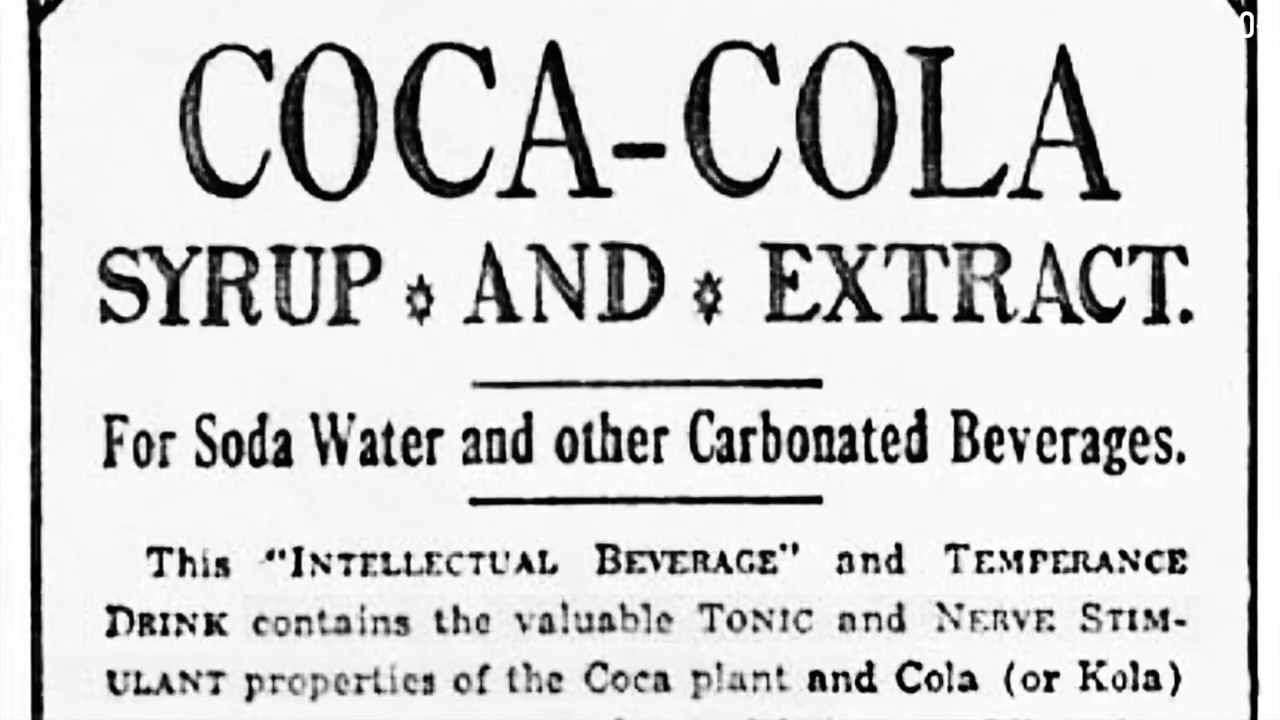 COCA-COLA
SYRUP * AND * EXTRACT.
For Soda Water and other Carbonated Beverages.
This "INTELLECTUAL BEVERAGE" and TEMPERANCE
DRINK contains the valuable TONIC and NERVE STIM-
ULANT properties of the Coca plant and Cola (or Kola)